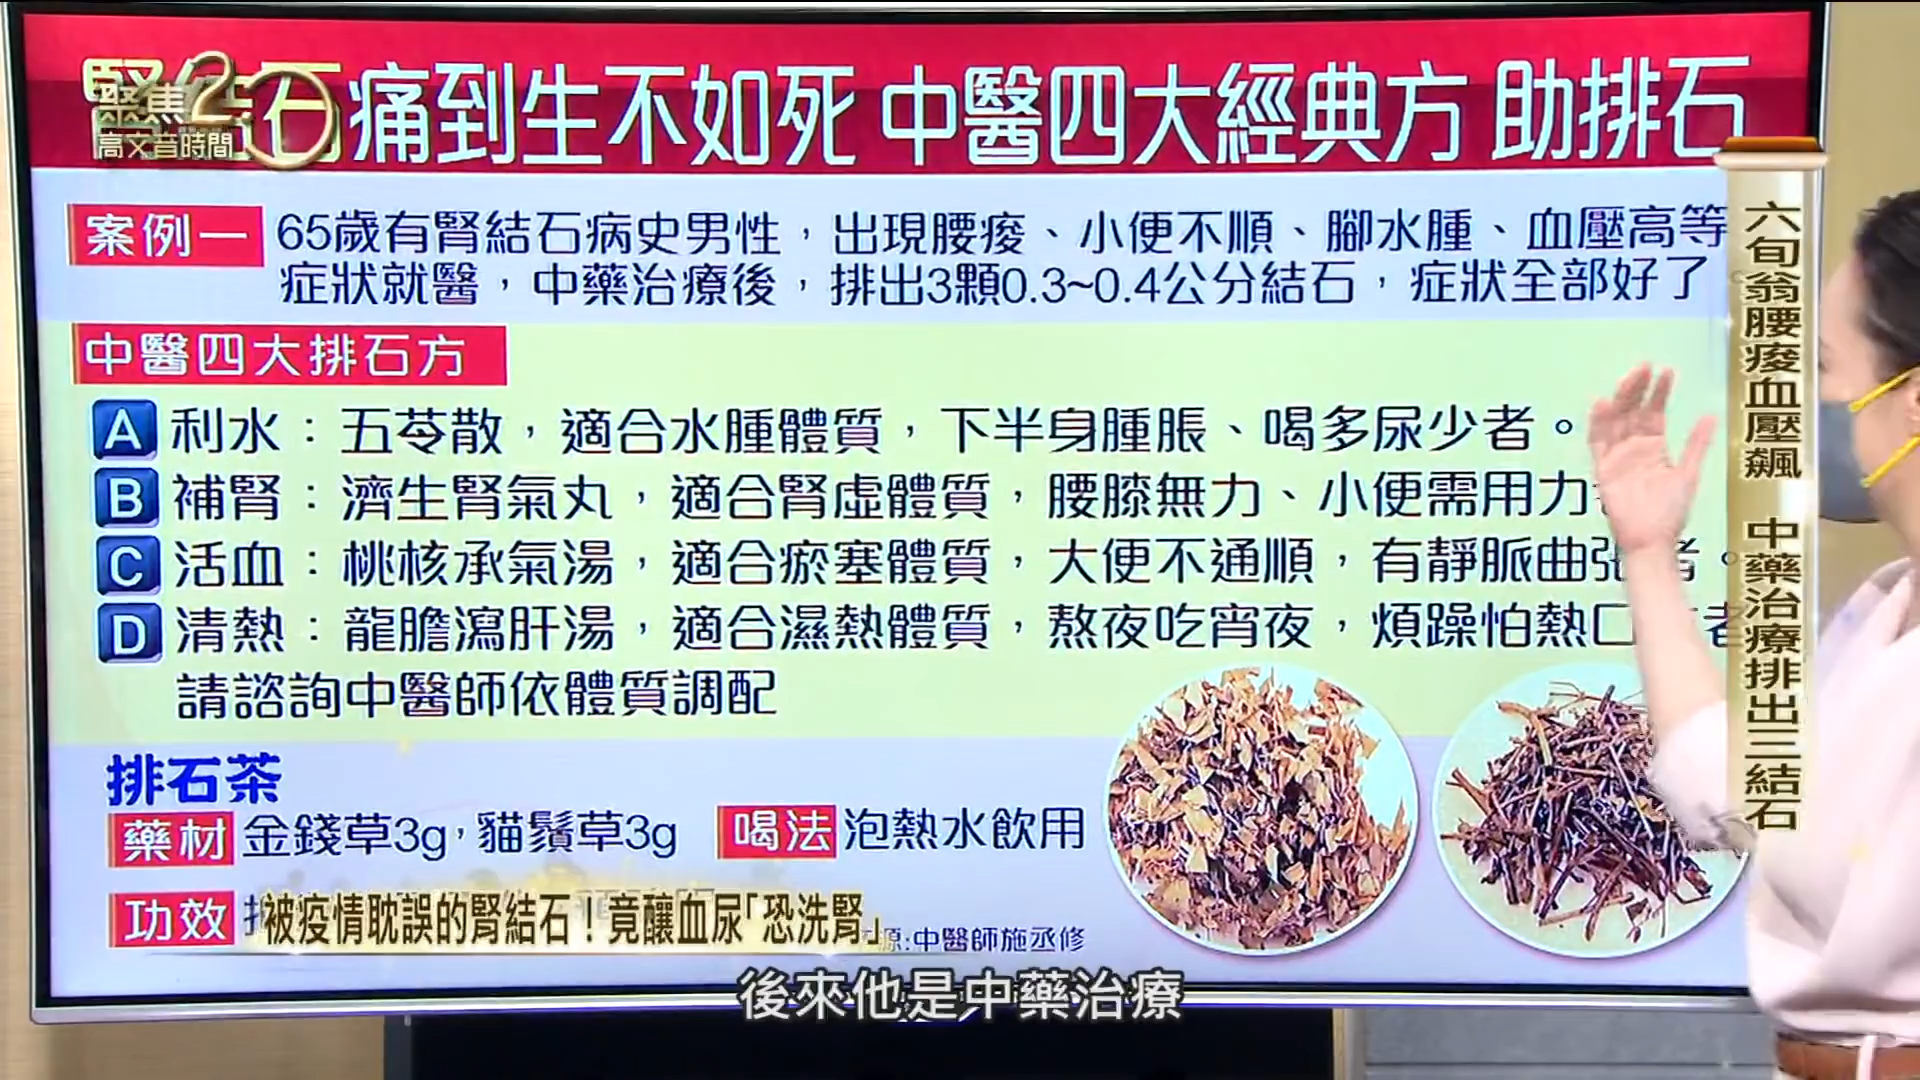 聚焦2.0
高文音時間
腎結石痛到生不如死 中醫四大經典方 助排石
案例一 65歲有腎結石病史男性，出現腰痠、小便不順、腳水腫、血壓高等
症狀就醫，中藥治療後，排出3顆0.3~0.4公分結石，症狀全部好了。
中醫四大排石方
A 利水：五苓散，適合水腫體質，下半身腫脹、喝多尿少者。
B 補腎：濟生腎氣丸，適合腎虛體質，腰膝無力、小便需用力
C 活血：桃核承氣湯，適合瘀塞體質，大便不通順，有靜脈曲張者。
D 清熱：龍膽瀉肝湯，適合濕熱體質，熬夜吃宵夜，煩躁怕熱口 者
請諮詢中醫師依體質調配
排石茶
藥材 金錢草3g，貓鬚草3g 喝法 泡熱水飲用
功效
源:中醫師施丞修
被疫情耽誤的腎結石！竟釀血尿「恐洗腎」
六旬翁腰痠血壓飆 中藥治療排出三結石
後來他是中藥治療